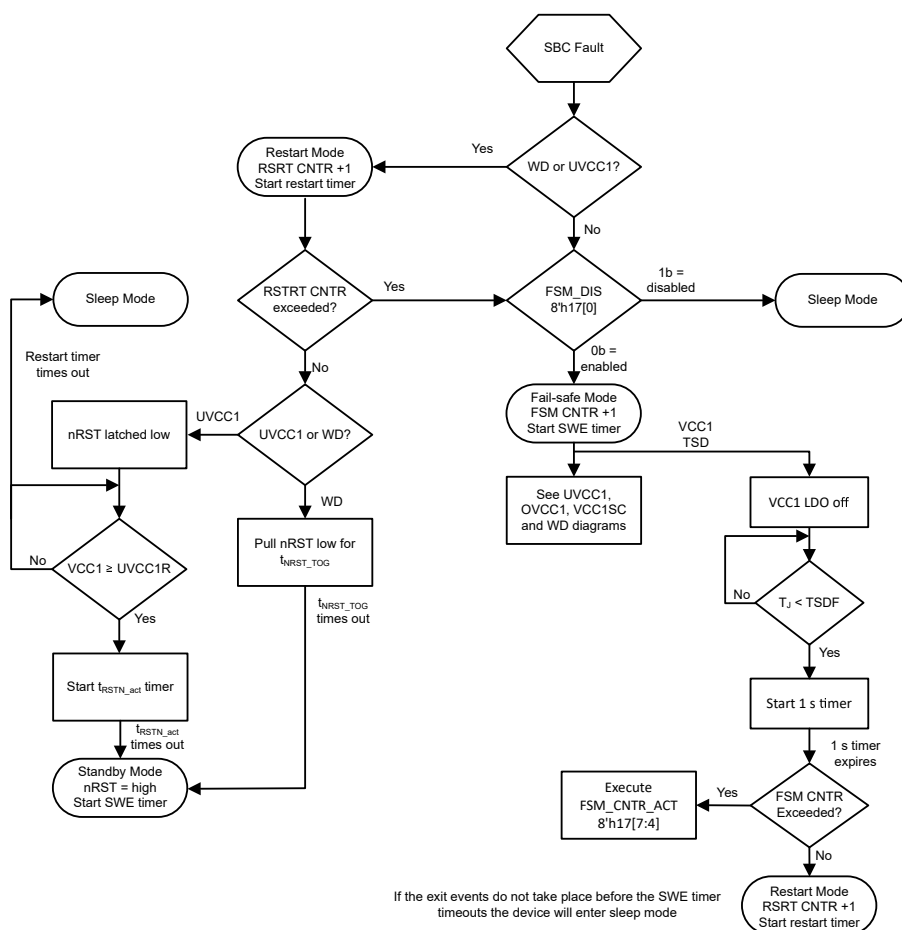 SBC Fault
WD or UVCC1?
Yes
Restart Mode
RSRT CNTR +1
Start restart timer
No
RSTRT CNTR
exceeded?
Yes
FSM_DIS
8'h17[0]
1b =
disabled
Sleep Mode
Sleep Mode
Restart timer
times out
No
0b =
enabled
Fail-safe Mode
FSM CNTR +1
Start SWE timer
UVCC1 or WD?
UVCC1
nRST latched low
VCC1
TSD
See UVCC1,
OVCC1, VCC1SC
and WD diagrams
VCC1 LDO off
WD
Pull nRST low for
tNRST_TOG
VCC1 ≥ UVCC1R
No
Yes
tNRST_TOG
times out
No
TJ < TSDF
Yes
Start tRSTN_act timer
tRSTN_act
times out
Start 1 s timer
1 s timer
expires
Standby Mode
nRST = high
Start SWE timer
Execute
FSM_CNTR_ACT
8'h17[7:4]
Yes
FSM CNTR
Exceeded?
No
Restart Mode
RSRT CNTR +1
Start restart timer
If the exit events do not take place before the SWE timer
timeouts the device will enter sleep mode